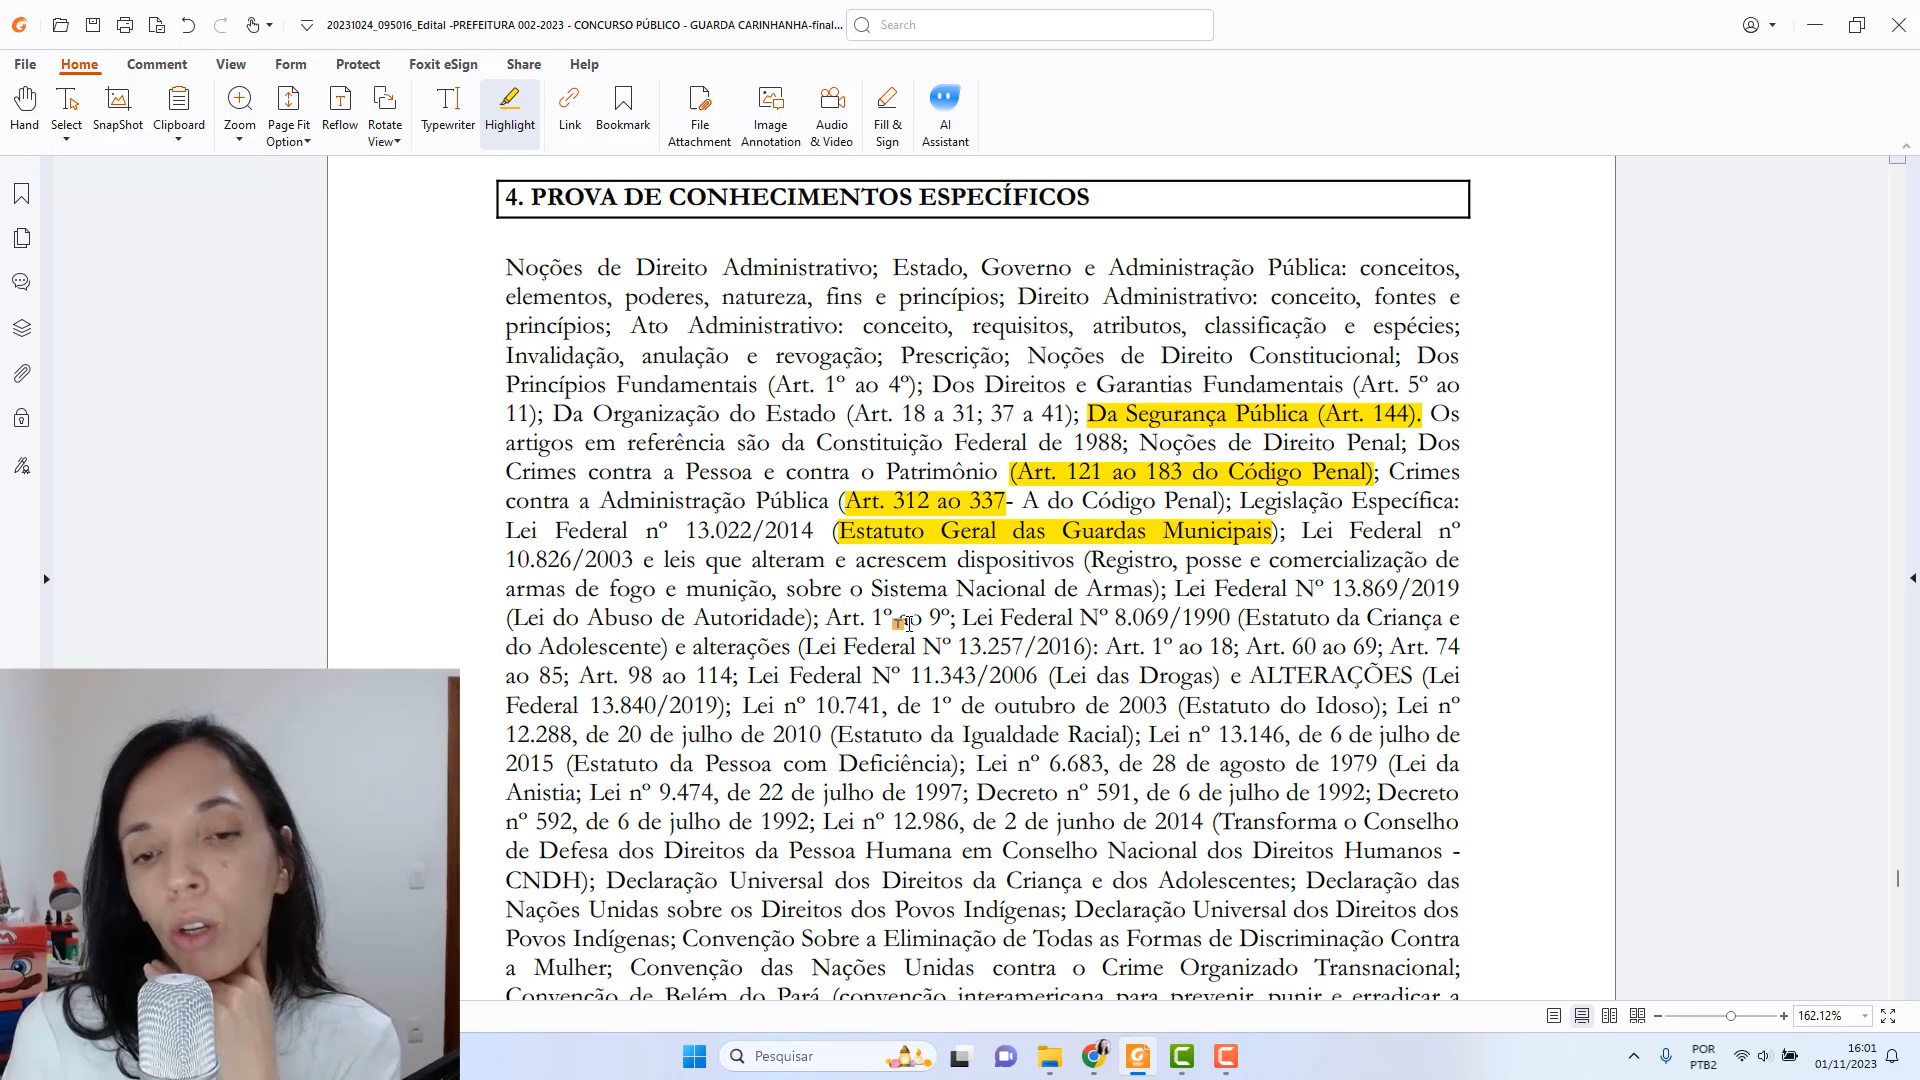 20231024_095016_Edital -PREFEITURA 002-2023 - CONCURSO PÚBLICO - GUARDA CARINHANHA-final...
Search
File Home Comment View Form Protect Foxit eSign Share Help
Hand
Select
SnapShot
Clipboard
Zoom
Page Fit
Option
Reflow
Rotate
View
Typewriter
Highlight
Link
Bookmark
File
Attachment
Image
Annotation
Audio
& Video
Fill &
Sign
AI
Assistant
4. PROVA DE CONHECIMENTOS ESPECÍFICOS
Noções de Direito Administrativo; Estado, Governo e Administração Pública: conceitos,
elementos, poderes, natureza, fins e princípios; Direito Administrativo: conceito, fontes e
princípios; Ato Administrativo: conceito, requisitos, atributos, classificação e espécies;
Invalidação, anulação e revogação; Prescrição; Noções de Direito Constitucional; Dos
Princípios Fundamentais (Art. 1º ao 4º); Dos Direitos e Garantias Fundamentais (Art. 5º ao
11); Da Organização do Estado (Art. 18 a 31; 37 a 41); Da Segurança Pública (Art. 144). Os
artigos em referência são da Constituição Federal de 1988; Noções de Direito Penal; Dos
Crimes contra a Pessoa e contra o Patrimônio (Art. 121 ao 183 do Código Penal); Crimes
contra a Administração Pública (Art. 312 ao 337- A do Código Penal); Legislação Específica:
Lei Federal nº 13.022/2014 (Estatuto Geral das Guardas Municipais); Lei Federal nº
10.826/2003 e leis que alteram e acrescem dispositivos (Registro, posse e comercialização de
armas de fogo e munição, sobre o Sistema Nacional de Armas); Lei Federal Nº 13.869/2019
(Lei do Abuso de Autoridade); Art. 1º ao 9º; Lei Federal Nº 8.069/1990 (Estatuto da Criança e
do Adolescente) e alterações (Lei Federal Nº 13.257/2016): Art. 1º ao 18; Art. 60 ao 69; Art. 74
ao 85; Art. 98 ao 114; Lei Federal Nº 11.343/2006 (Lei das Drogas) e ALTERAÇÕES (Lei
Federal 13.840/2019); Lei nº 10.741, de 1º de outubro de 2003 (Estatuto do Idoso); Lei nº
12.288, de 20 de julho de 2010 (Estatuto da Igualdade Racial); Lei nº 13.146, de 6 de julho de
2015 (Estatuto da Pessoa com Deficiência); Lei nº 6.683, de 28 de agosto de 1979 (Lei da
Anistia; Lei nº 9.474, de 22 de julho de 1997; Decreto nº 591, de 6 de julho de 1992; Decreto
nº 592, de 6 de julho de 1992; Lei nº 12.986, de 2 de junho de 2014 (Transforma o Conselho
de Defesa dos Direitos da Pessoa Humana em Conselho Nacional dos Direitos Humanos -
CNDH); Declaração Universal dos Direitos da Criança e dos Adolescentes; Declaração das
Nações Unidas sobre os Direitos dos Povos Indígenas; Declaração Universal dos Direitos dos
Povos Indígenas; Convenção Sobre a Eliminação de Todas as Formas de Discriminação Contra
a Mulher; Convenção das Nações Unidas contra o Crime Organizado Transnacional;
Convenção de Belém do Pará (convenção interamericana para prevenir, punir e erradicar a
162.12%
Pesquisar
POR
PTB2
16:01
01/11/2023